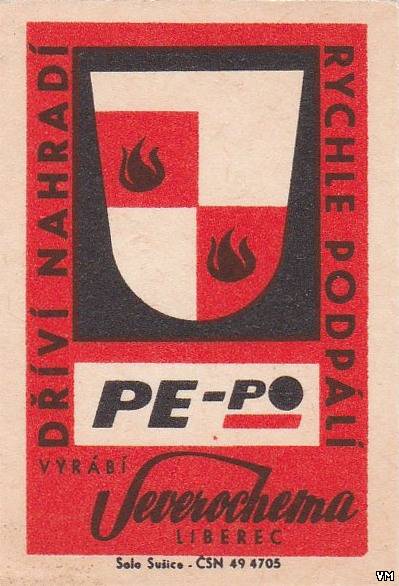 DŘÍVÍ NAHRADÍ
RYCHLE PODPÁLÍ
PE-PO
VYRÁBÍ
Severochema
LIBEREC
Solo Sušice - ČSN 49 4705
VM